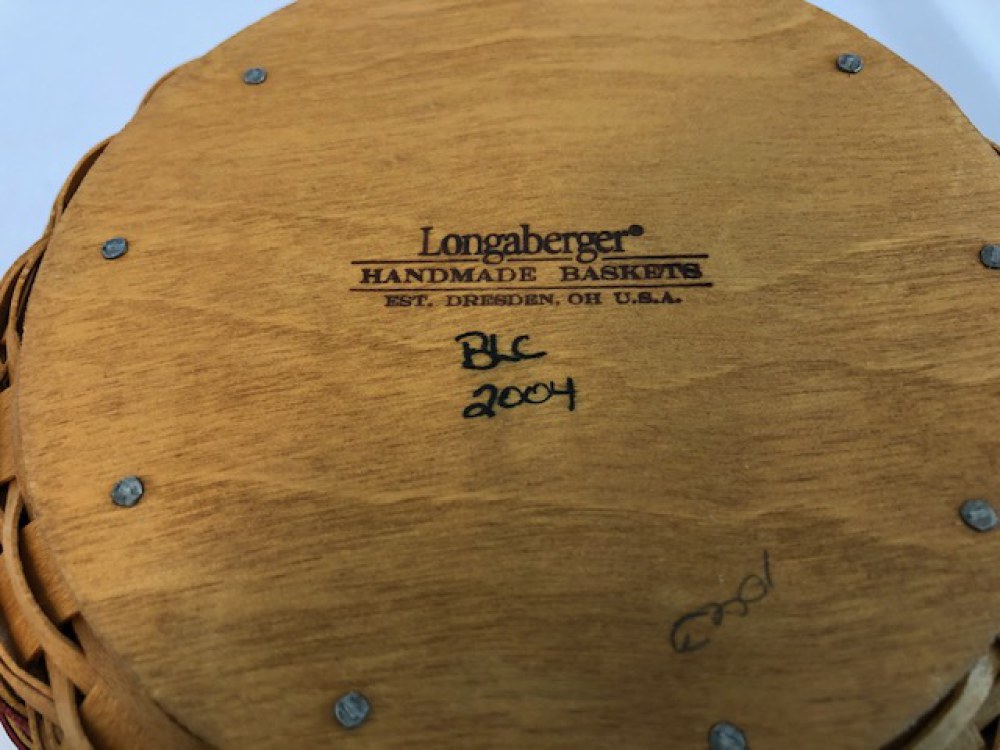 Longaberger®
HANDMADE BASKETS
EST. DRESDEN, OH U.S.A.
BLC
2004